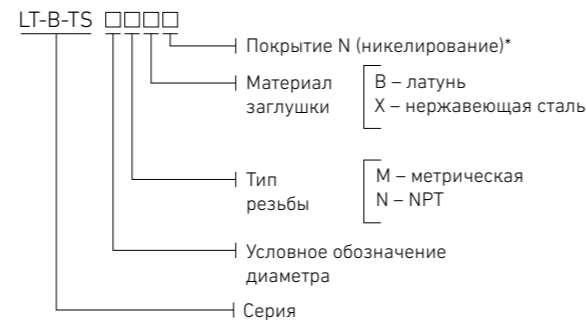 LT-B-TS □□□□
Покрытие N (никелирование)*
Материал
заглушки
B – латунь
X – нержавеющая сталь
Тип
резьбы
M – метрическая
N – NPT
Условное обозначение
диаметра
Серия